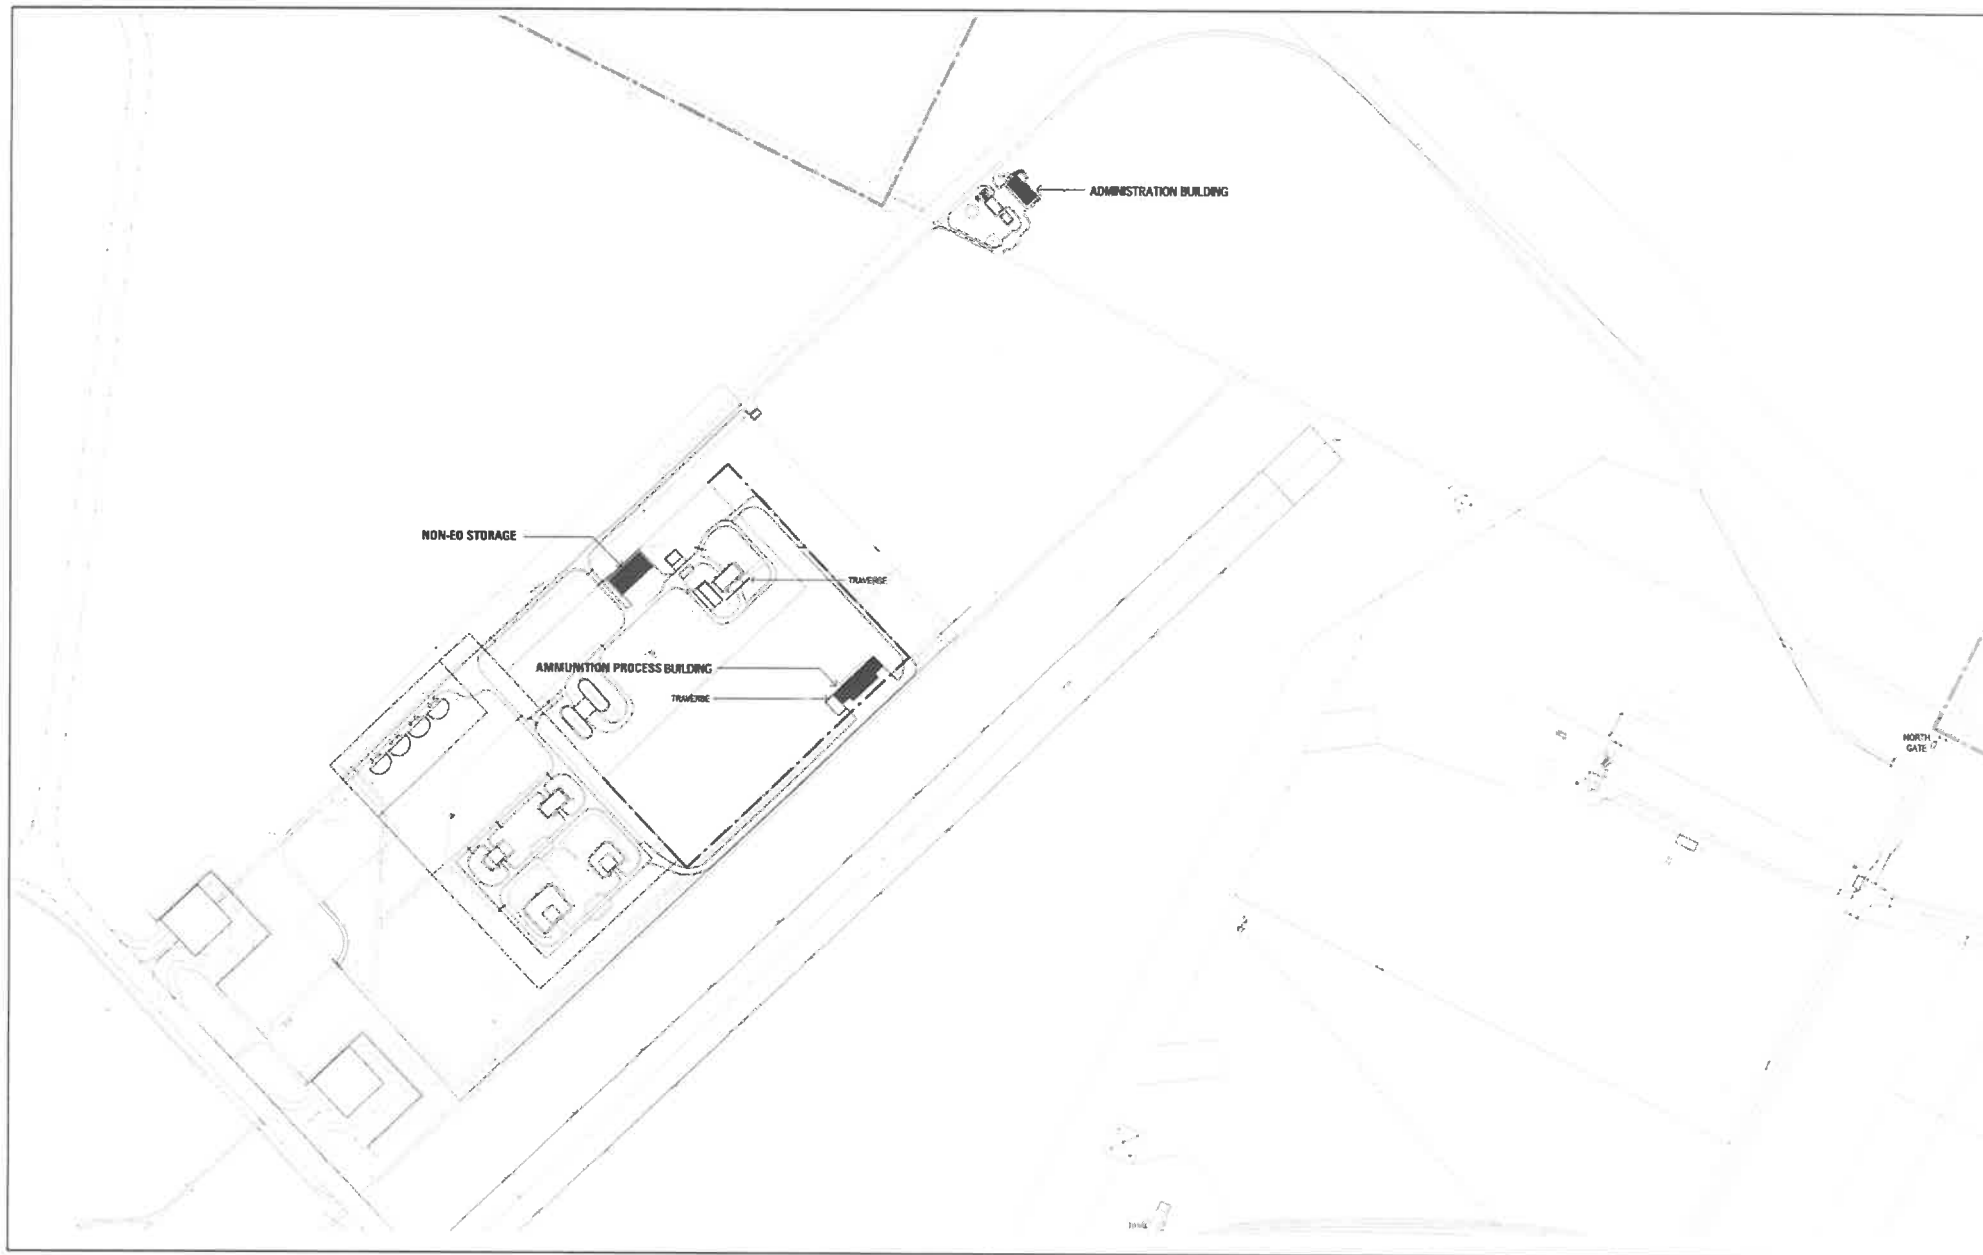 ADMINISTRATION BUILDING
NON-EO STORAGE
TRAVERSE
AMMUNITION PROCESS BUILDING
TRAVERSE
NORTH
GATE